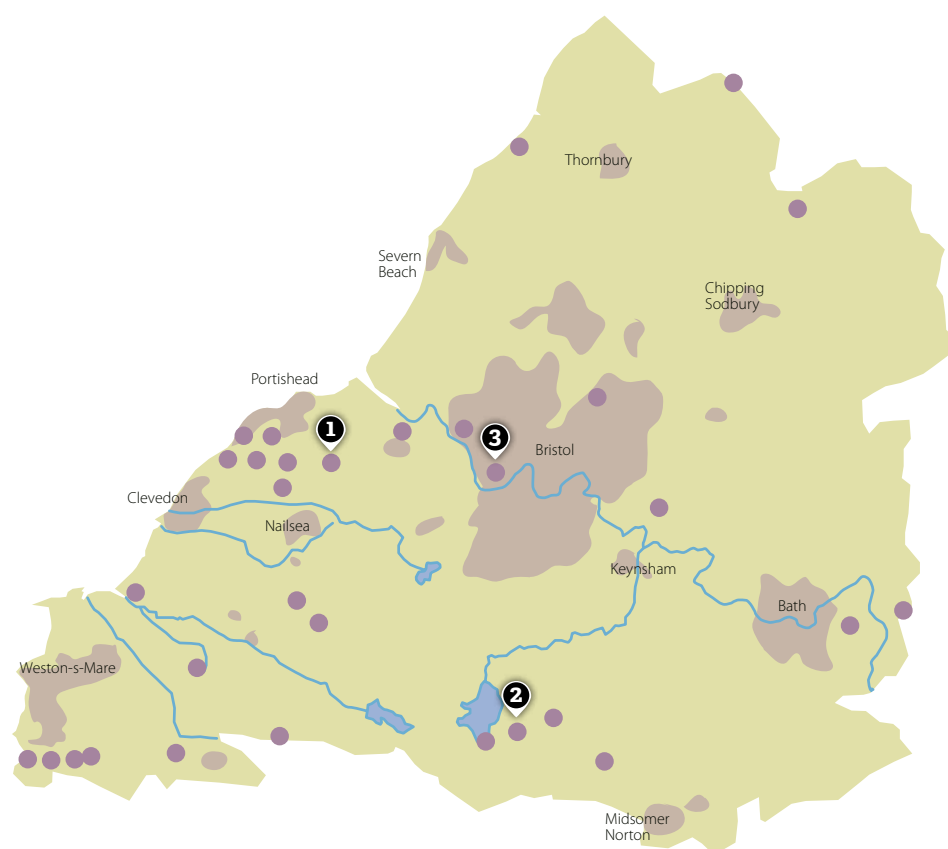 Thornbury
Severn
Beach
Chipping
Sodbury
Portishead
1
3
Bristol
Clevedon
Nailsea
Keynsham
Bath
Weston-s-Mare
2
Midsomer
Norton